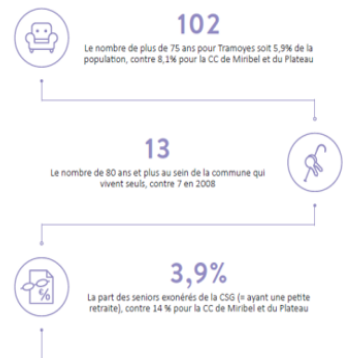 102
Le nombre de plus de 75 ans pour Tramoyes soit 5,9% de la
population, contre 8,1% pour la CC de Miribel et du Plateau
13
Le nombre de 80 ans et plus au sein de la commune qui
vivent seuls, contre 7 en 2008
3,9%
La part des seniors exonérés de la CSG (= ayant une petite
retraite), contre 14 % pour la CC de Miribel et du Plateau
%